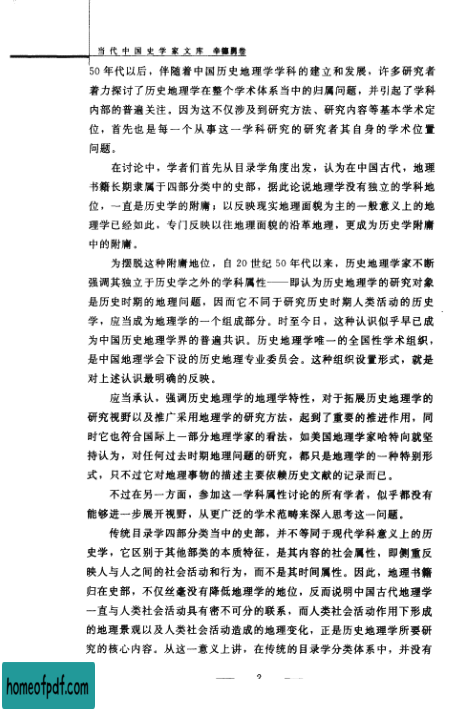 当代中国史学家文库 辛德勇卷
50年代以后，伴随着中国历史地理学学科的建立和发展，许多研究者
着力探讨了历史地理学在整个学术体系当中的归属问题，并引起了学科
内部的普遍关注。因为这不仅涉及到研究方法、研究内容等基本学术定
位，首先也是每一个从事这一学科研究的研究者其自身的学术位置
问题。
在讨论中，学者们首先从目录学角度出发，认为在中国古代，地理
书籍长期隶属于四部分类中的史部，据此论说地理学没有独立的学科地
位，一直是历史学的附庸；以反映现实地理面貌为主的一般意义上的地
理学已经如此，专门反映以往地理面貌的沿革地理，更成为历史学附庸
中的附庸。
为摆脱这种附庸地位，自20世纪50年代以来，历史地理学家不断
强调其独立于历史学之外的学科属性——即认为历史地理学的研究对象
是历史时期的地理问题，因而它不同于研究历史时期人类活动的历史
学，应当成为地理学的一个组成部分。时至今日，这种认识似乎早已成
为中国历史地理学界的普遍共识。历史地理学唯一的全国性学术组织，
是中国地理学会下设的历史地理专业委员会。这种组织设置形式，就是
对上述认识最明确的反映。
应当承认，强调历史地理学的地理学特性，对于拓展历史地理学的
研究视野以及推广采用地理学的研究方法，起到了重要的推进作用，同
时它也符合国际上一部分地理学家的看法，如美国地理学家哈特向就坚
持认为，对任何过去时期地理问题的研究，都只是地理学的一种特别形
式，只不过它对地理事物的描述主要依赖历史文献的记录而已。
不过在另一方面，参加这一学科属性讨论的所有学者，似乎都没有
能够进一步展开视野，从更广泛的学术范畴来深入思考这一问题。
传统目录学四部分类当中的史部，并不等同于现代学科意义上的历
史学，它区别于其他部类的本质特征，是其内容的社会属性，即侧重反
映人与人之间的社会活动和行为，而不是其时间属性。因此，地理书籍
归在史部，不仅丝毫没有降低地理学的地位，反而说明中国古代地理学
一直与人类社会活动具有密不可分的联系，而人类社会活动作用下形成
的地理景观以及人类社会活动造成的地理变化，正是历史地理学所要研
究的核心内容。从这一意义上讲，在传统的目录学分类体系中，并没有
2
homeofpdf.com